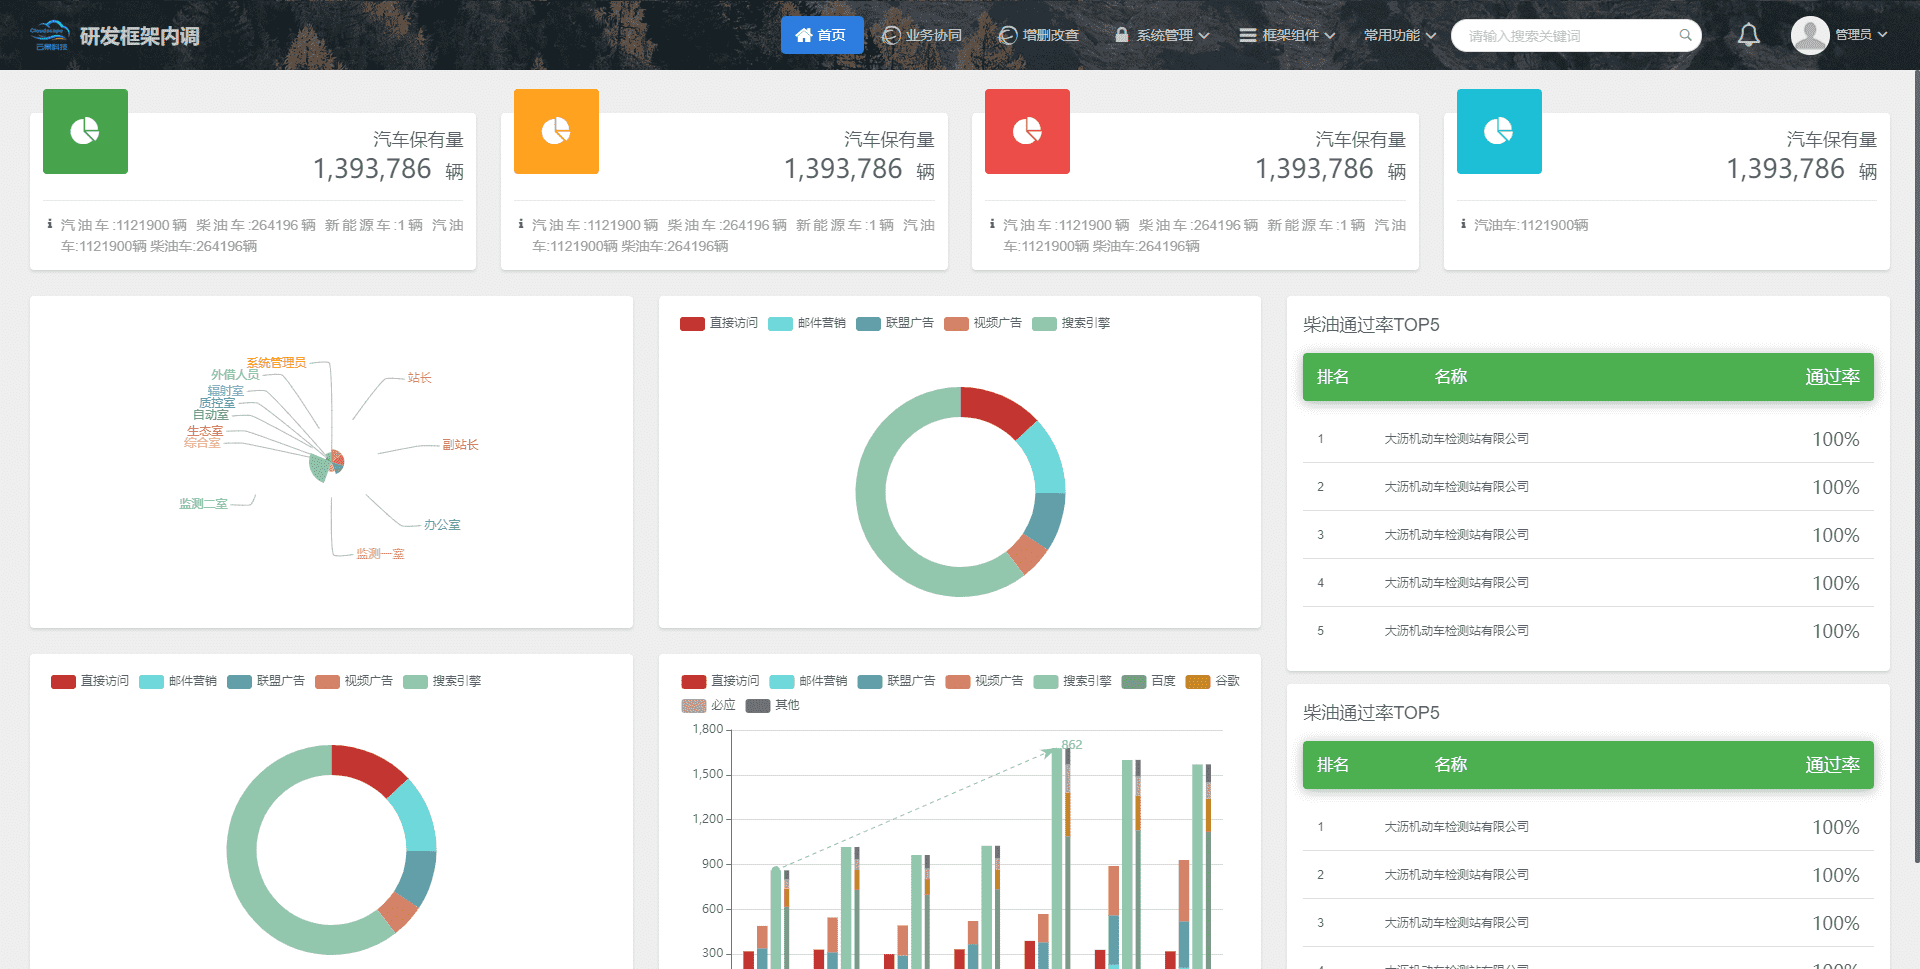 Cloudscape
云景科技
研发框架内调
首页
业务协同
增删改查
系统管理
框架组件
常用功能
请输入搜索关键词
管理员
汽车保有量
1,393,786 辆
汽油车:1121900辆 柴油车:264196辆 新能源车:1辆 汽油
车:1121900辆 柴油车:264196辆
汽车保有量
1,393,786 辆
汽油车:1121900辆 柴油车:264196辆 新能源车:1辆 汽油
车:1121900辆 柴油车:264196辆
汽车保有量
1,393,786 辆
汽油车:1121900辆 柴油车:264196辆 新能源车:1辆 汽油
车:1121900辆 柴油车:264196辆
汽车保有量
1,393,786 辆
汽油车:1121900辆
系统管理员
外借人员
辐射室
质控室
自动室
生态室
综合室
监测二室
站长
副站长
办公室
监测一室
直接访问 邮件营销 联盟广告 视频广告 搜索引擎
柴油通过率TOP5
排名 名称 通过率
1 大沥机动车检测站有限公司 100%
2 大沥机动车检测站有限公司 100%
3 大沥机动车检测站有限公司 100%
4 大沥机动车检测站有限公司 100%
5 大沥机动车检测站有限公司 100%
直接访问 邮件营销 联盟广告 视频广告 搜索引擎
直接访问 邮件营销 联盟广告 视频广告 搜索引擎 百度 谷歌
必应 其他
1,800
1,500
1,200
900
600
300
862
柴油通过率TOP5
排名 名称 通过率
1 大沥机动车检测站有限公司 100%
2 大沥机动车检测站有限公司 100%
3 大沥机动车检测站有限公司 100%